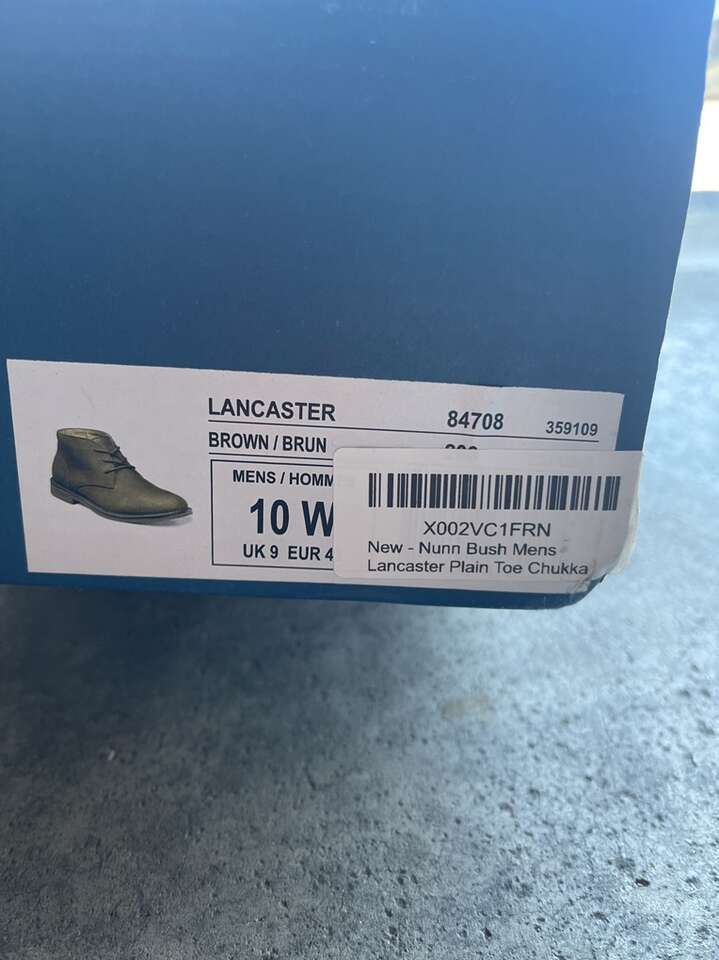 LANCASTER 84708 359109
BROWN / BRUN
MENS / HOMM
10 W
UK 9 EUR 4
X002VC1FRN
New - Nunn Bush Mens
Lancaster Plain Toe Chukka